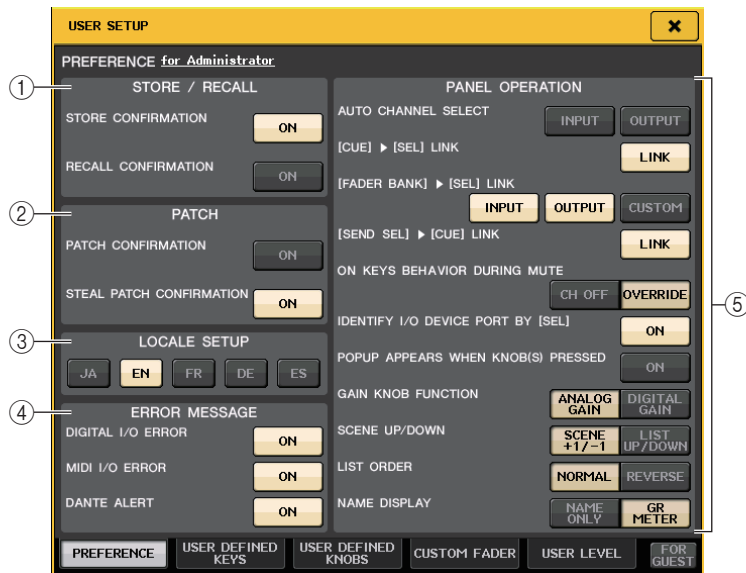 USER SETUP
PREFERENCE for Administrator
① STORE / RECALL
STORE CONFIRMATION ON
RECALL CONFIRMATION ON
② PATCH
PATCH CONFIRMATION ON
STEAL PATCH CONFIRMATION ON
③ LOCALE SETUP
JA EN FR DE ES
④ ERROR MESSAGE
DIGITAL I/O ERROR ON
MIDI I/O ERROR ON
DANTE ALERT ON
⑤
PANEL OPERATION
AUTO CHANNEL SELECT INPUT OUTPUT
[CUE] ▶ [SEL] LINK
LINK
[FADER BANK] ▶ [SEL] LINK
INPUT OUTPUT CUSTOM
[SEND SEL] ▶ [CUE] LINK
LINK
ON KEYS BEHAVIOR DURING MUTE
CH OFF OVERRIDE
IDENTIFY I/O DEVICE PORT BY [SEL]
ON
POPUP APPEARS WHEN KNOB(S) PRESSED
ON
GAIN KNOB FUNCTION
ANALOG GAIN DIGITAL GAIN
SCENE UP/DOWN
SCENE +1/-1 LIST UP/DOWN
LIST ORDER
NORMAL REVERSE
NAME DISPLAY
NAME ONLY GR METER
PREFERENCE USER DEFINED KEYS USER DEFINED KNOBS CUSTOM FADER USER LEVEL FOR GUEST